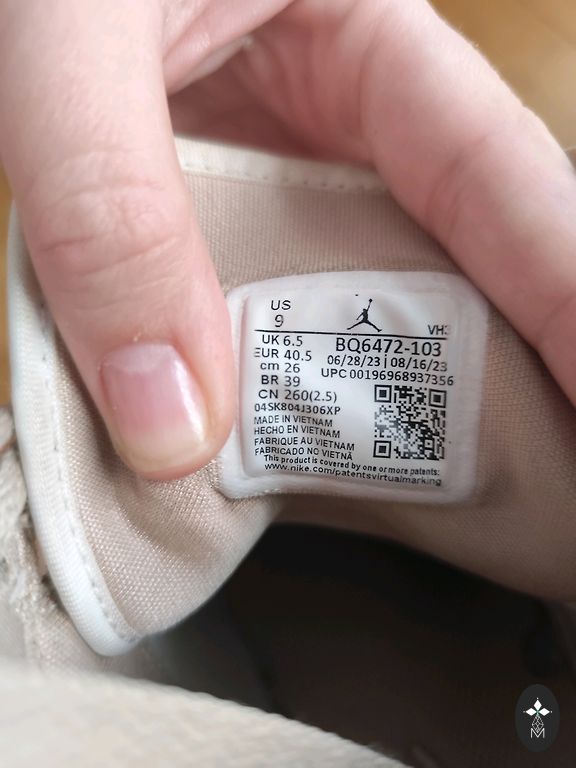 US
9
VH3
UK 6.5
EUR 40.5
cm 26
BR 39
CN 260(2.5)
BQ6472-103
06/28/23 | 08/16/23
UPC 00196968937356
04SK804J306XP
MADE IN VIETNAM
HECHO EN VIETNAM
FABRIQUE AU VIETNAM
FABRICADO NO VIETNÃ
This product is covered by one or more patents:
www.nike.com/patentsvirtualmarking
M